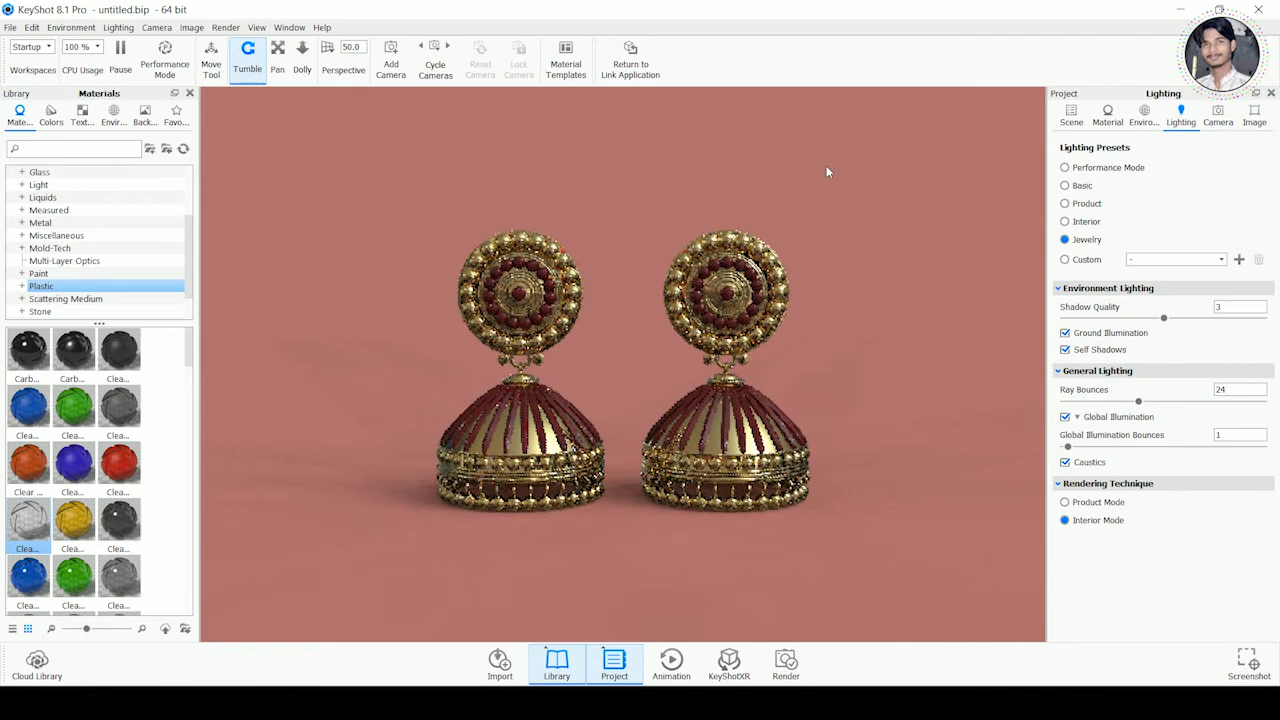 KeyShot 8.1 Pro - untitled.bip - 64 bit
File Edit Environment Lighting Camera Image Render View Window Help
Startup 100 % 50.0
Workspaces CPU Usage Pause Performance Mode Move Tool Tumble Pan Dolly Perspective Add Camera Cycle Cameras Reset Camera Lock Camera Material Templates Return to Link Application
Library Materials
Mate... Colors Text... Envir... Back... Favo...
Glass
Light
Liquids
Measured
Metal
Miscellaneous
Mold-Tech
Multi-Layer Optics
Paint
Plastic
Scattering Medium
Stone
Carb... Carb... Clea...
Clea... Clea... Clea...
Clear ... Clea... Clea...
Clea... Clea... Clea...
Clea... Clea... Clea...
Project Lighting
Scene Material Enviro... Lighting Camera Image
Lighting Presets
Performance Mode
Basic
Product
Interior
Jewelry
Custom -
Environment Lighting
Shadow Quality 3
Ground Illumination
Self Shadows
General Lighting
Ray Bounces 24
Global Illumination
Global Illumination Bounces 1
Caustics
Rendering Technique
Product Mode
Interior Mode
Cloud Library Import Library Project Animation KeyShotXR Render Screenshot